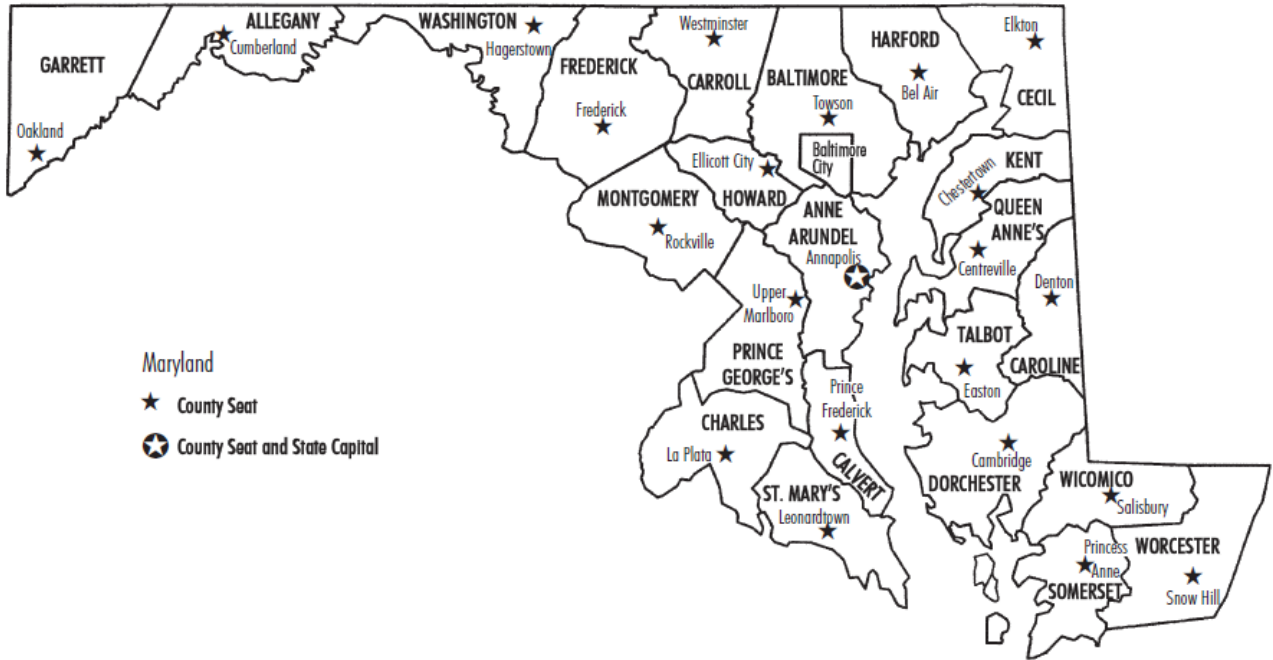 GARRETT
Oakland
ALLEGANY
Cumberland
WASHINGTON
Hagerstown
FREDERICK
Frederick
Westminster
CARROLL
BALTIMORE
Towson
Baltimore
City
HARFORD
Bel Air
Elkton
CECIL
KENT
Chestertown
QUEEN
ANNE'S
Centreville
Ellicott City
HOWARD
MONTGOMERY
Rockville
ANNE
ARUNDEL
Annapolis
Upper
Marlboro
PRINCE
GEORGE'S
Denton
CAROLINE
TALBOT
Easton
Prince
Frederick
CALVERT
CHARLES
La Plata
ST. MARY'S
Leonardtown
Cambridge
DORCHESTER
WICOMICO
Salisbury
Princess
Anne
SOMERSET
WORCESTER
Snow Hill
Maryland
County Seat
County Seat and State Capital